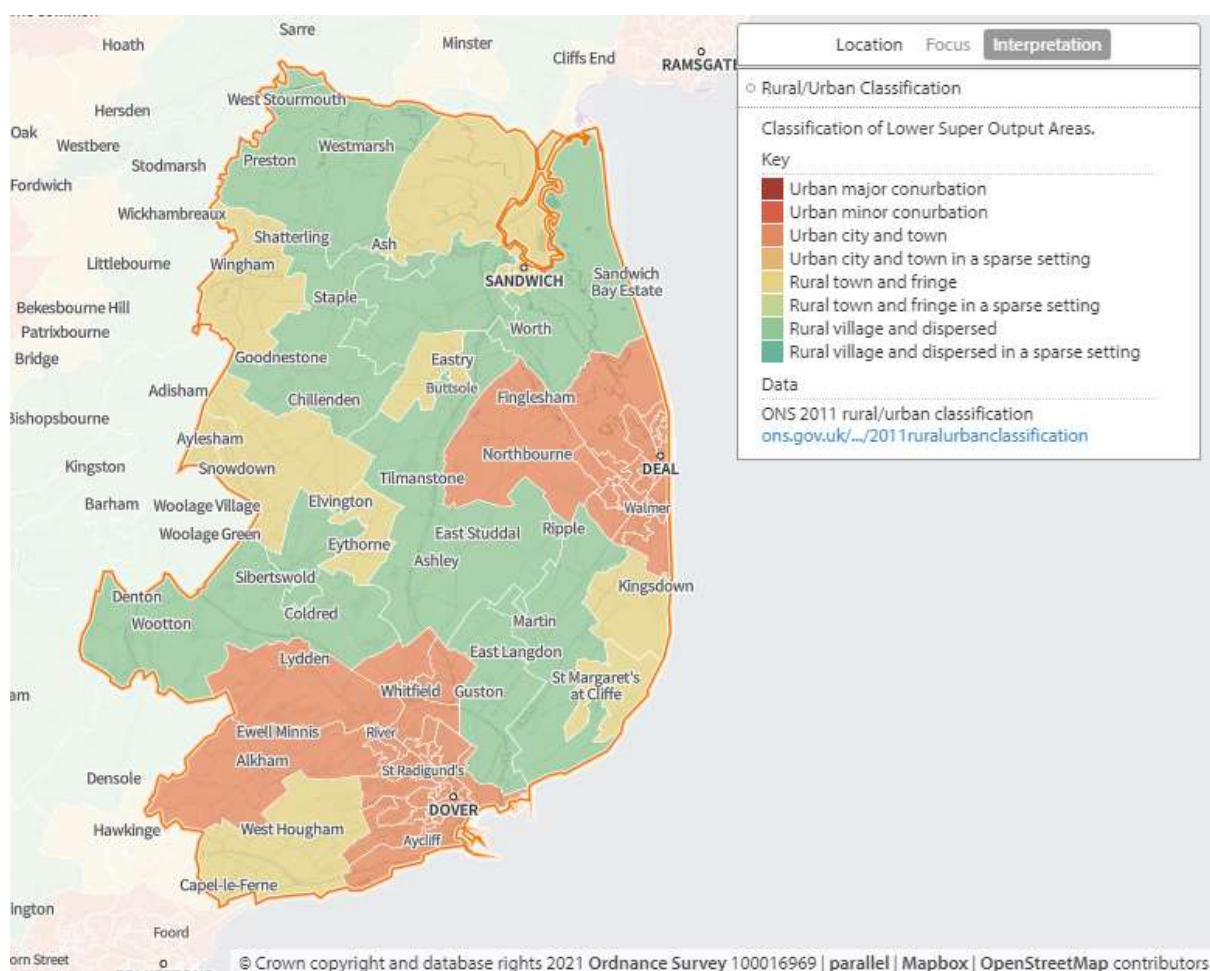 Sarre
Hoath
Minster
Cliffs End
RAMSGAT
Location Focus Interpretation
Rural/Urban Classification
Classification of Lower Super Output Areas.
Key
Urban major conurbation
Urban minor conurbation
Urban city and town
Urban city and town in a sparse setting
Rural town and fringe
Rural town and fringe in a sparse setting
Rural village and dispersed
Rural village and dispersed in a sparse setting
Data
ONS 2011 rural/urban classification
ons.gov.uk/.../2011ruralurbanclassification
West Stourmouth
Hersden
Oak
Westbere
Westmarsh
Preston
Stodmarsh
Fordwich
Wickhambreaux
Shatterling
Ash
Littlebourne
Wingham
SANDWICH
Sandwich
Bay Estate
Staple
Bekesbourne Hill
Patrixbourne
Worth
Bridge
Goodnestone
Eastry
Adisham
Buttsole
Chillenden
Finglesham
Bishopsbourne
Aylesham
Northbourne
Kingston
Snowdown
DEAL
Tilmanstone
Barham
Woolage Village
Elvington
Walmer
Woolage Green
East Studdal
Ripple
Eythorne
Ashley
Sibertswold
Kingsdown
Denton
Coldred
Wootton
Martin
East Langdon
Lydden
St Margaret's
at Cliffe
Whitfield
Guston
am
Ewell Minnis
River
Alkham
St Radigund's
Densole
DOVER
Hawkinge
West Hougham
Aycliff
Capel-le-Ferne
ington
Foord
orn Street
© Crown copyright and database rights 2021 Ordnance Survey 100016969 | parallel | Mapbox | OpenStreetMap contributors